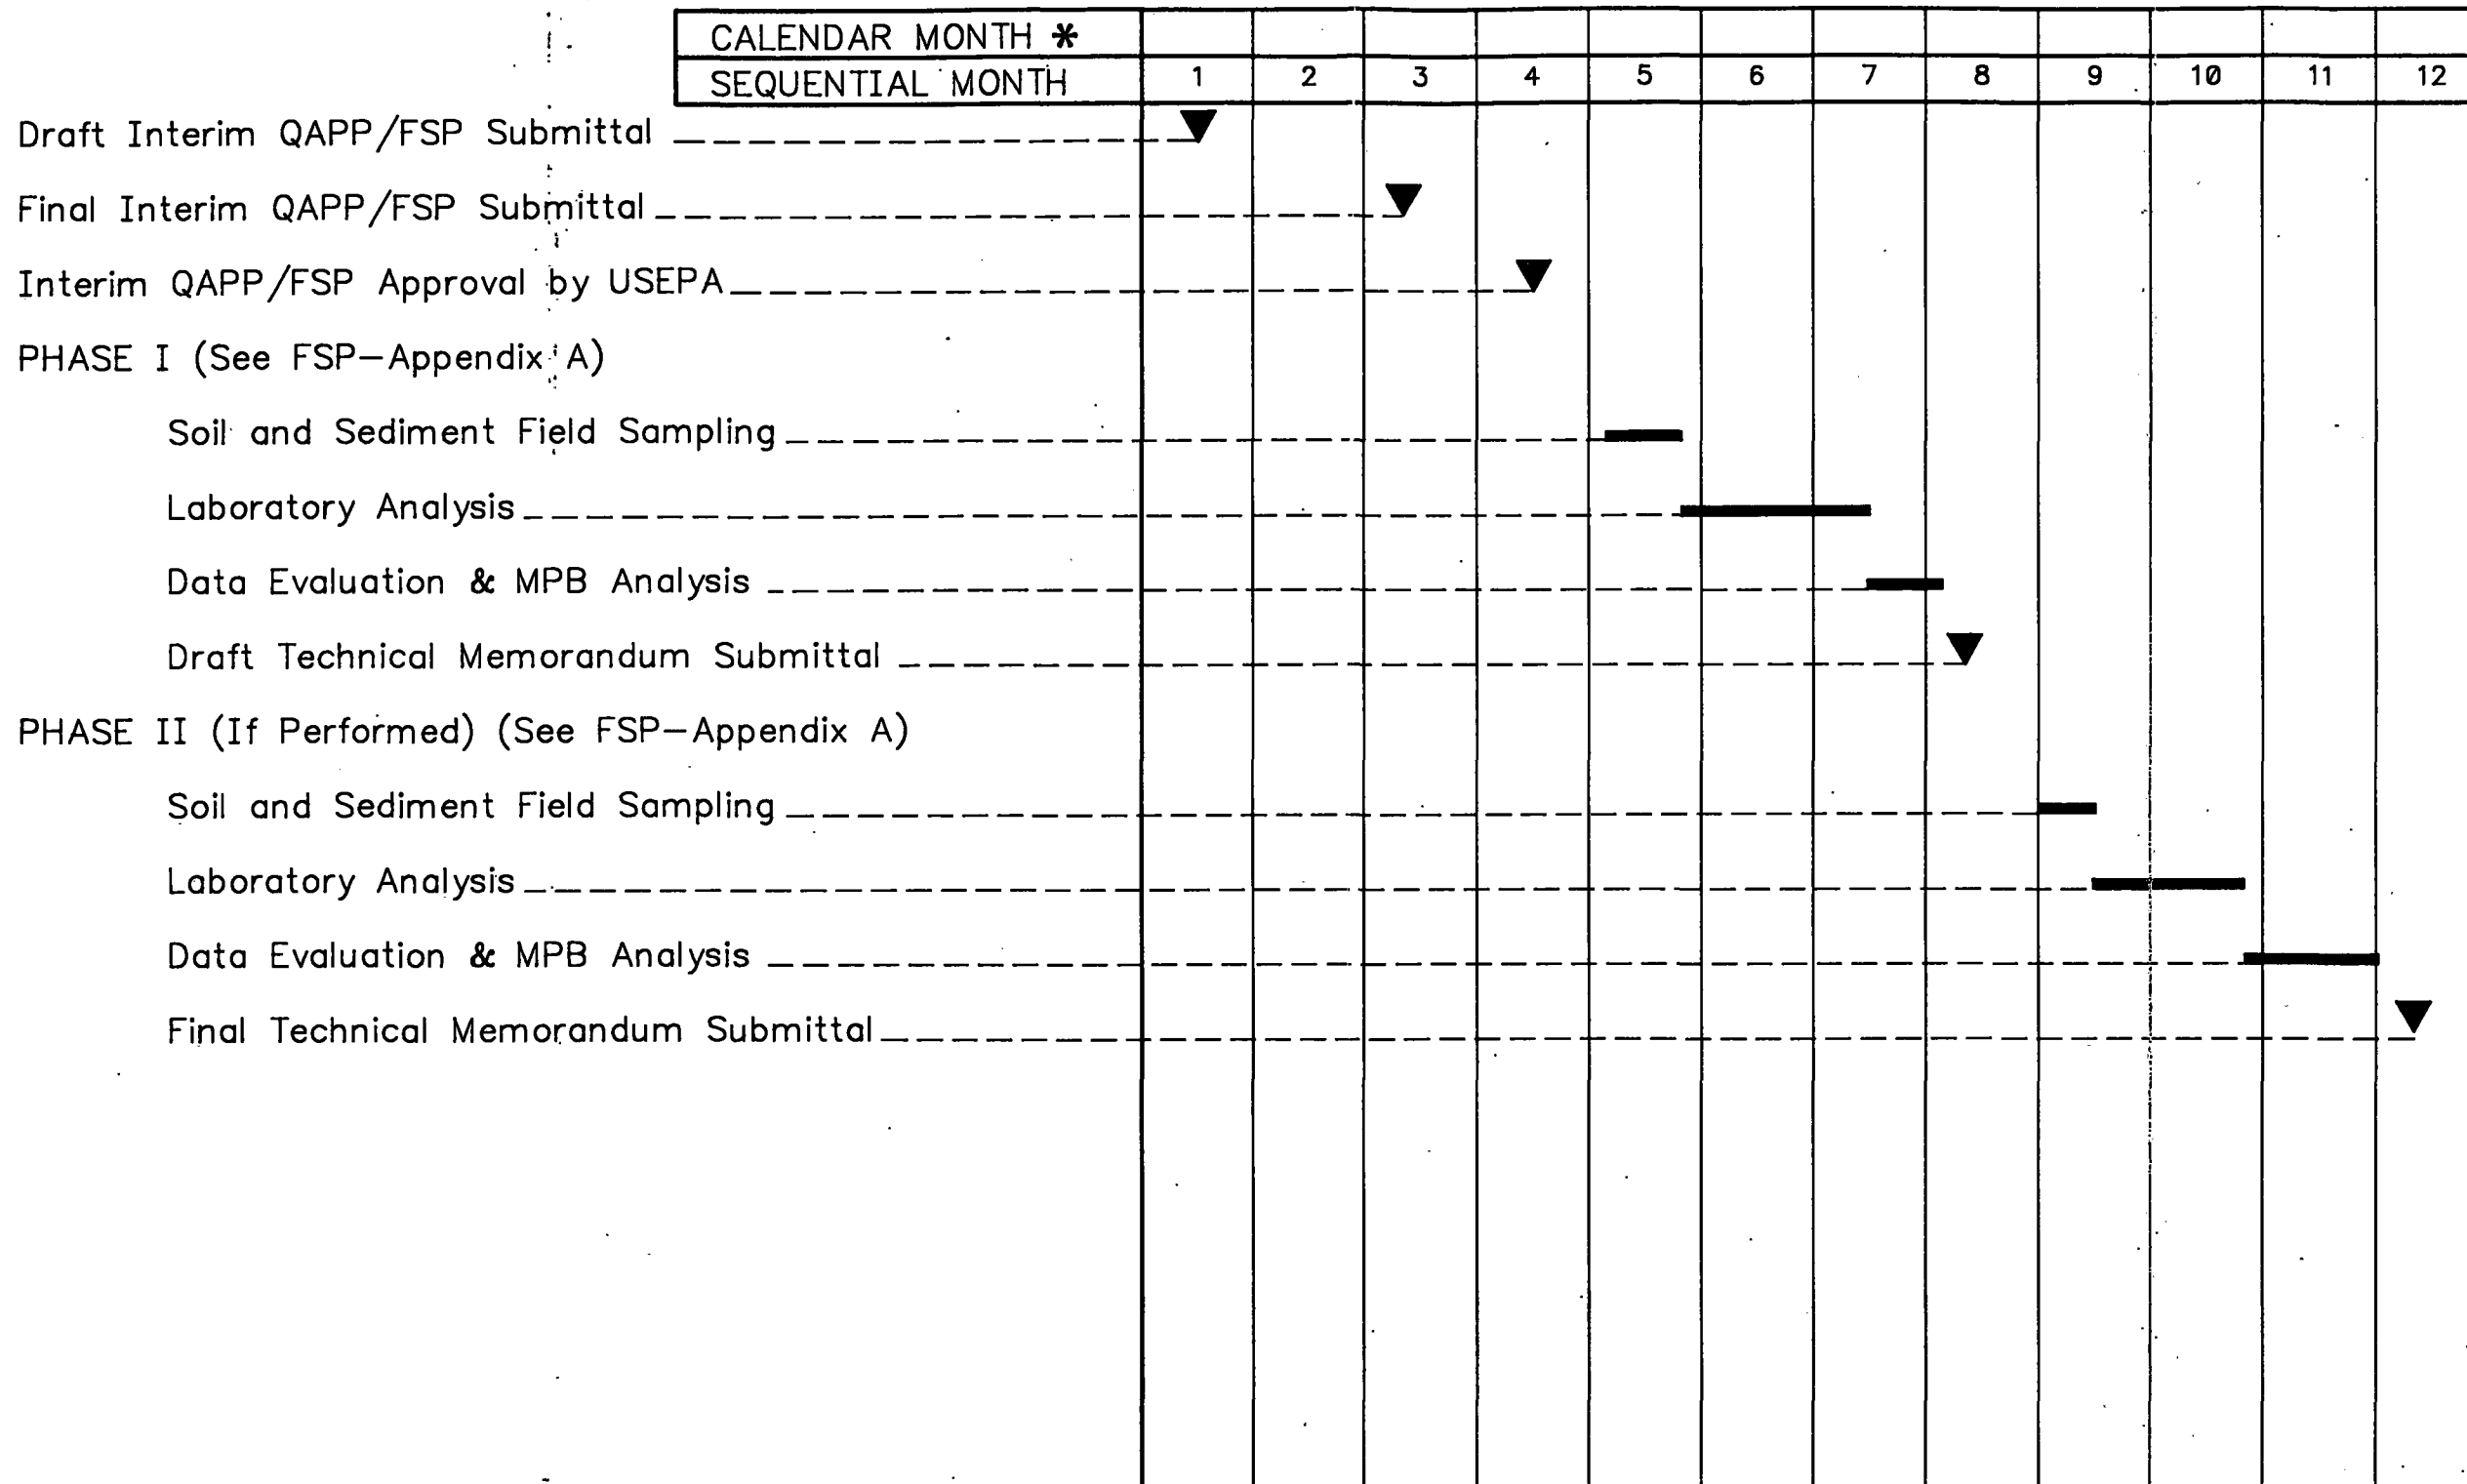 CALENDAR MONTH *
SEQUENTIAL MONTH 1 2 3 4 5 6 7 8 9 10 11 12
Draft Interim QAPP/FSP Submittal
Final Interim QAPP/FSP Submittal
Interim QAPP/FSP Approval by USEPA
PHASE I (See FSP-Appendix A)
Soil and Sediment Field Sampling
Laboratory Analysis
Data Evaluation & MPB Analysis
Draft Technical Memorandum Submittal
PHASE II (If Performed) (See FSP-Appendix A)
Soil and Sediment Field Sampling
Laboratory Analysis
Data Evaluation & MPB Analysis
Final Technical Memorandum Submittal